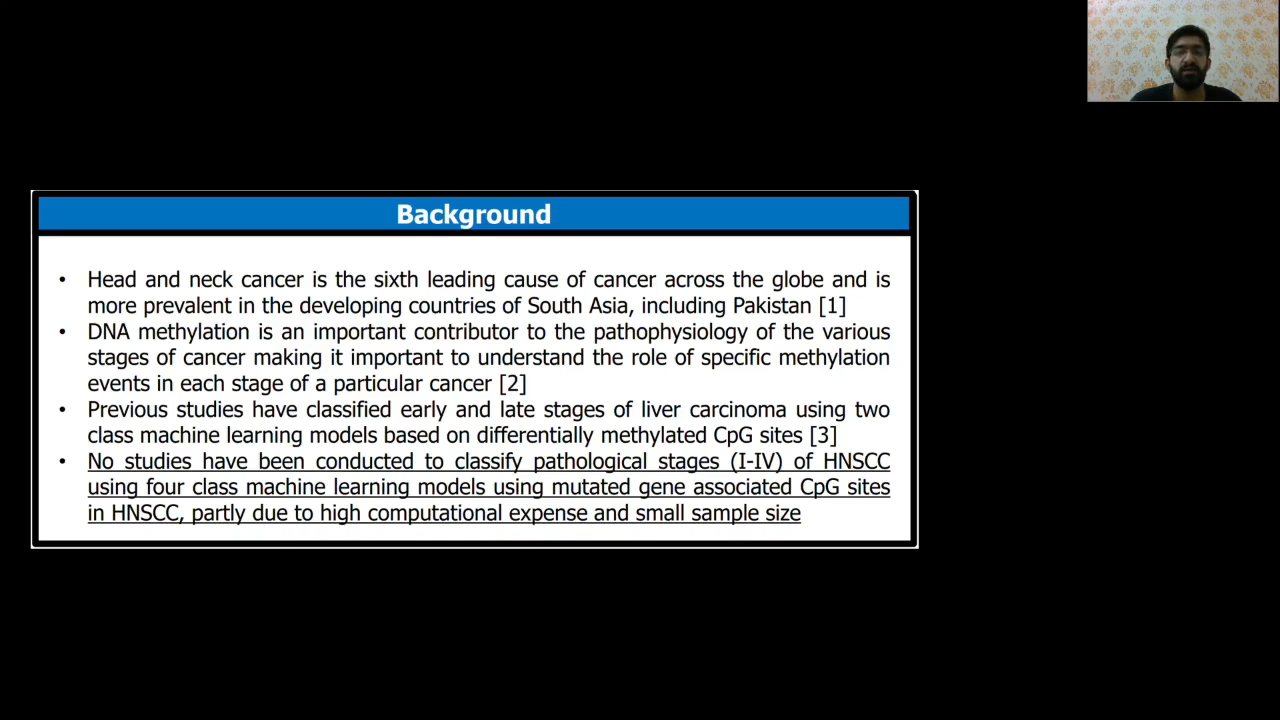 Background
• Head and neck cancer is the sixth leading cause of cancer across the globe and is
more prevalent in the developing countries of South Asia, including Pakistan [1]
• DNA methylation is an important contributor to the pathophysiology of the various
stages of cancer making it important to understand the role of specific methylation
events in each stage of a particular cancer [2]
• Previous studies have classified early and late stages of liver carcinoma using two
class machine learning models based on differentially methylated CpG sites [3]
• No studies have been conducted to classify pathological stages (I-IV) of HNSCC
using four class machine learning models using mutated gene associated CpG sites
in HNSCC, partly due to high computational expense and small sample size